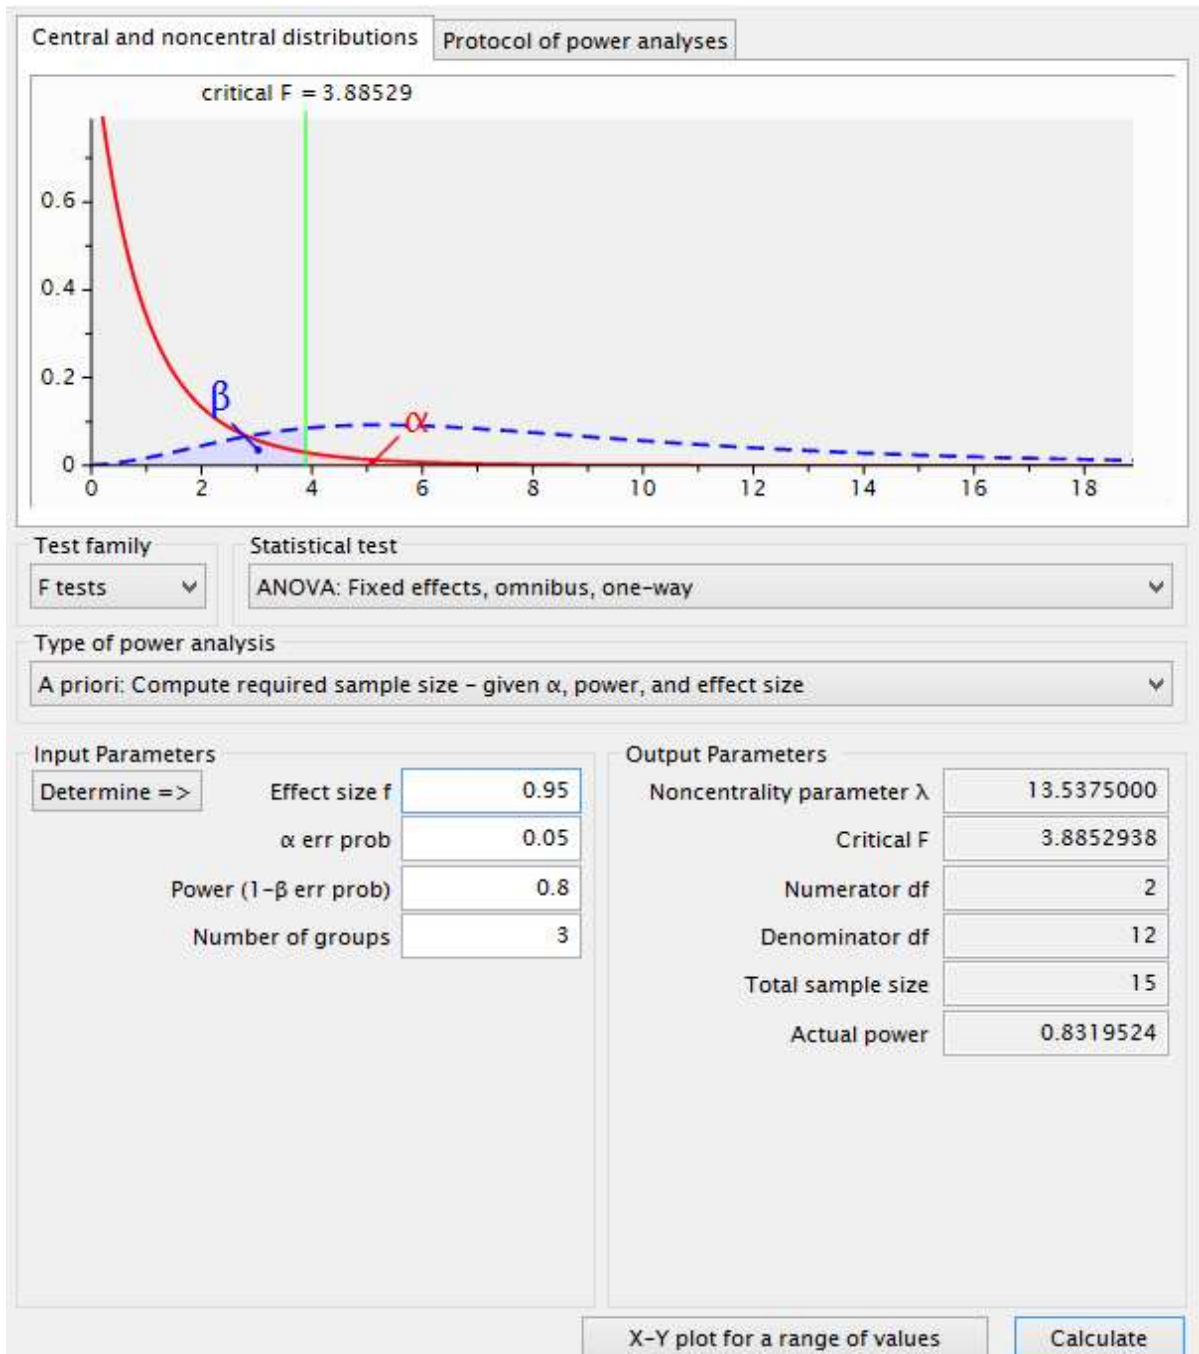 Central and noncentral distributions Protocol of power analyses
critical F = 3.88529
0.6
0.4
0.2
0
β
α
0 2 4 6 8 10 12 14 16 18
Test family Statistical test
F tests ANOVA: Fixed effects, omnibus, one-way
Type of power analysis
A priori: Compute required sample size - given α, power, and effect size
Input Parameters
Determine => Effect size f 0.95
α err prob 0.05
Power (1-β err prob) 0.8
Number of groups 3
Output Parameters
Noncentrality parameter λ 13.5375000
Critical F 3.8852938
Numerator df 2
Denominator df 12
Total sample size 15
Actual power 0.8319524
X-Y plot for a range of values Calculate